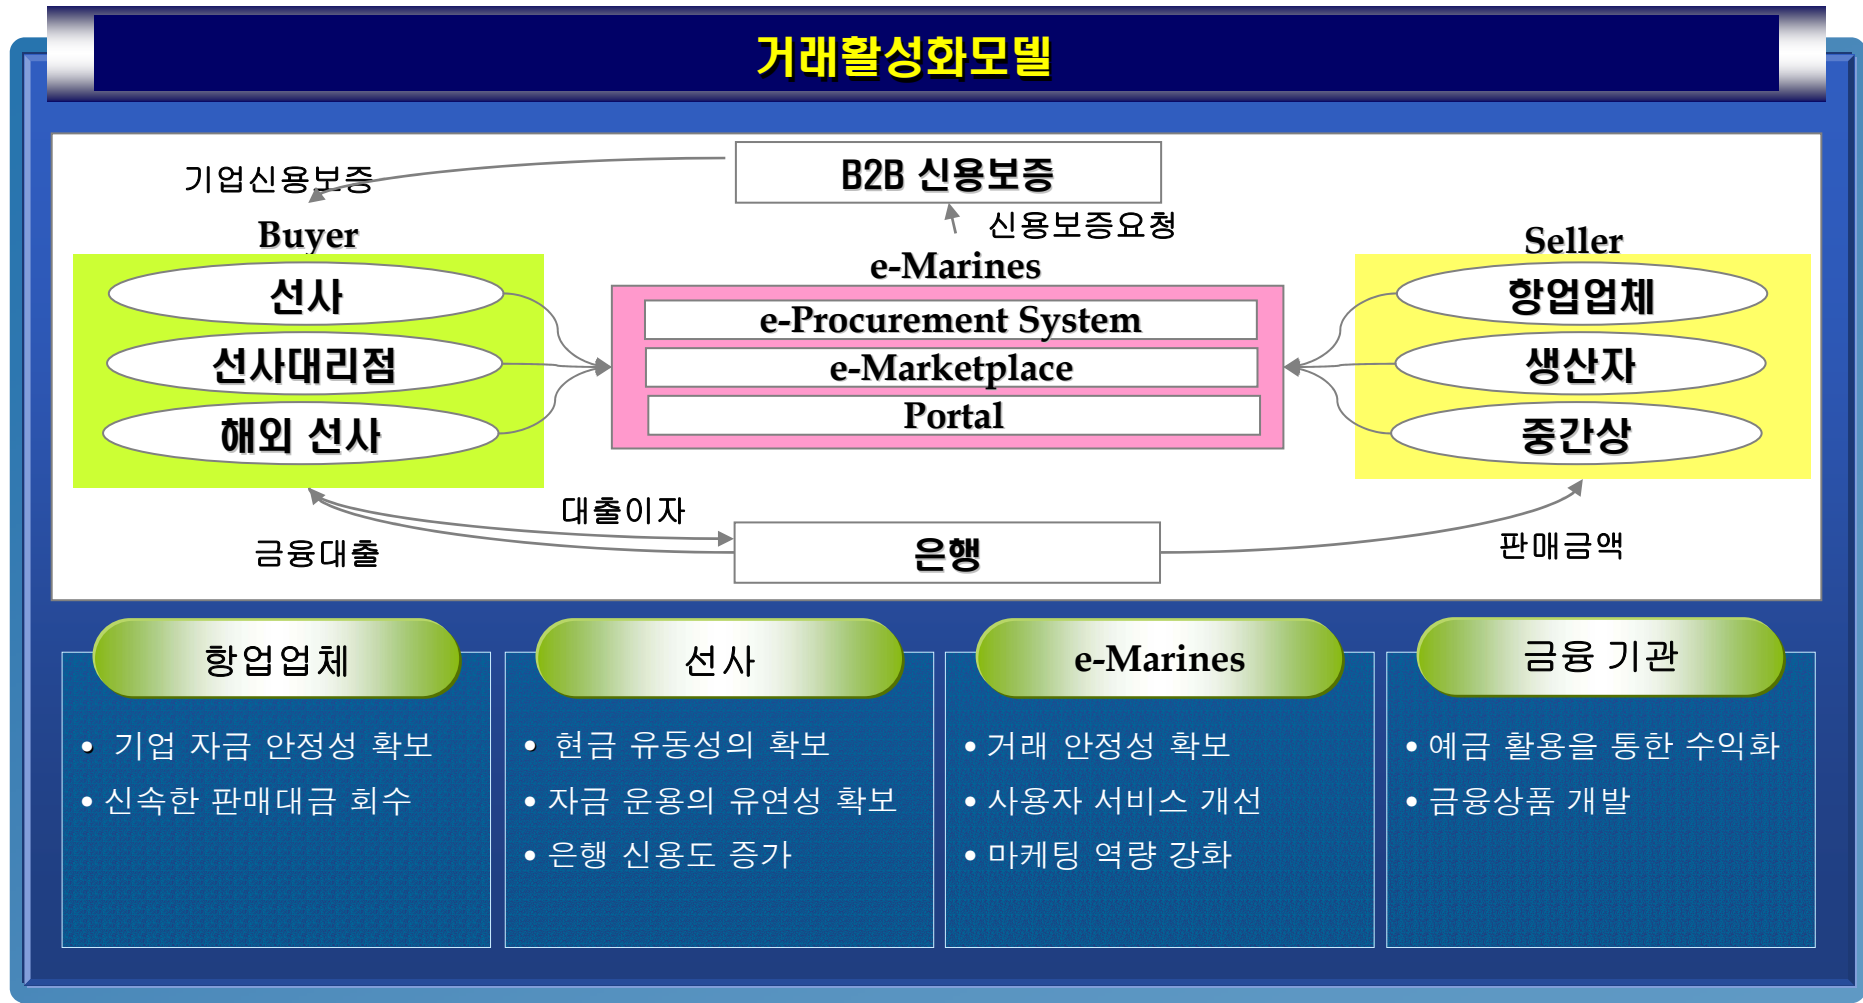 거래활성화모델
B2B 신용보증
기업신용보증
신용보증요청
Buyer
선사
선사대리점
해외 선사
e-Marines
e-Procurement System
e-Marketplace
Portal
Seller
항업업체
생산자
중간상
대출이자
금융대출
은행
판매금액
항업업체
• 기업 자금 안정성 확보
• 신속한 판매대금 회수
선사
• 현금 유동성의 확보
• 자금 운용의 유연성 확보
• 은행 신용도 증가
e-Marines
• 거래 안정성 확보
• 사용자 서비스 개선
• 마케팅 역량 강화
금융 기관
• 예금 활용을 통한 수익화
• 금융상품 개발